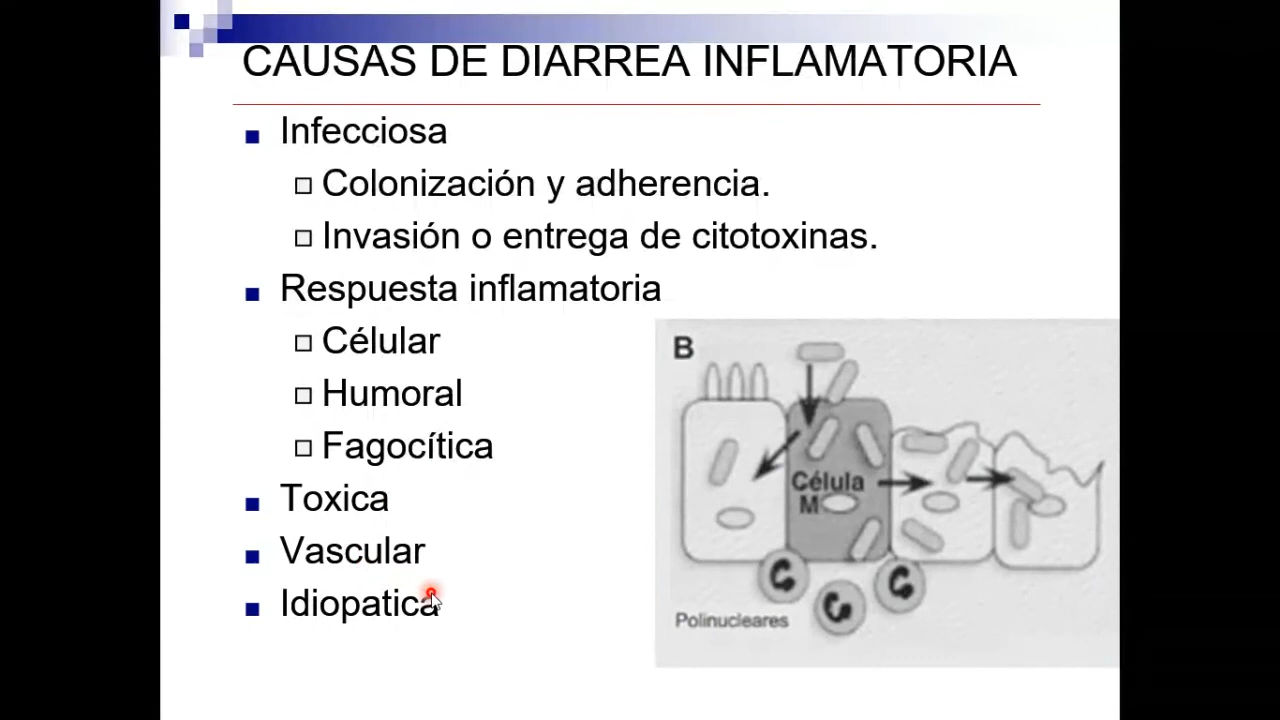 CAUSAS DE DIARREA INFLAMATORIA
Infecciosa
Colonización y adherencia.
Invasión o entrega de citotoxinas.
Respuesta inflamatoria
Célular
Humoral
Fagocítica
Toxica
Vascular
Idiopatica
B
Célula
M
Polinucleares